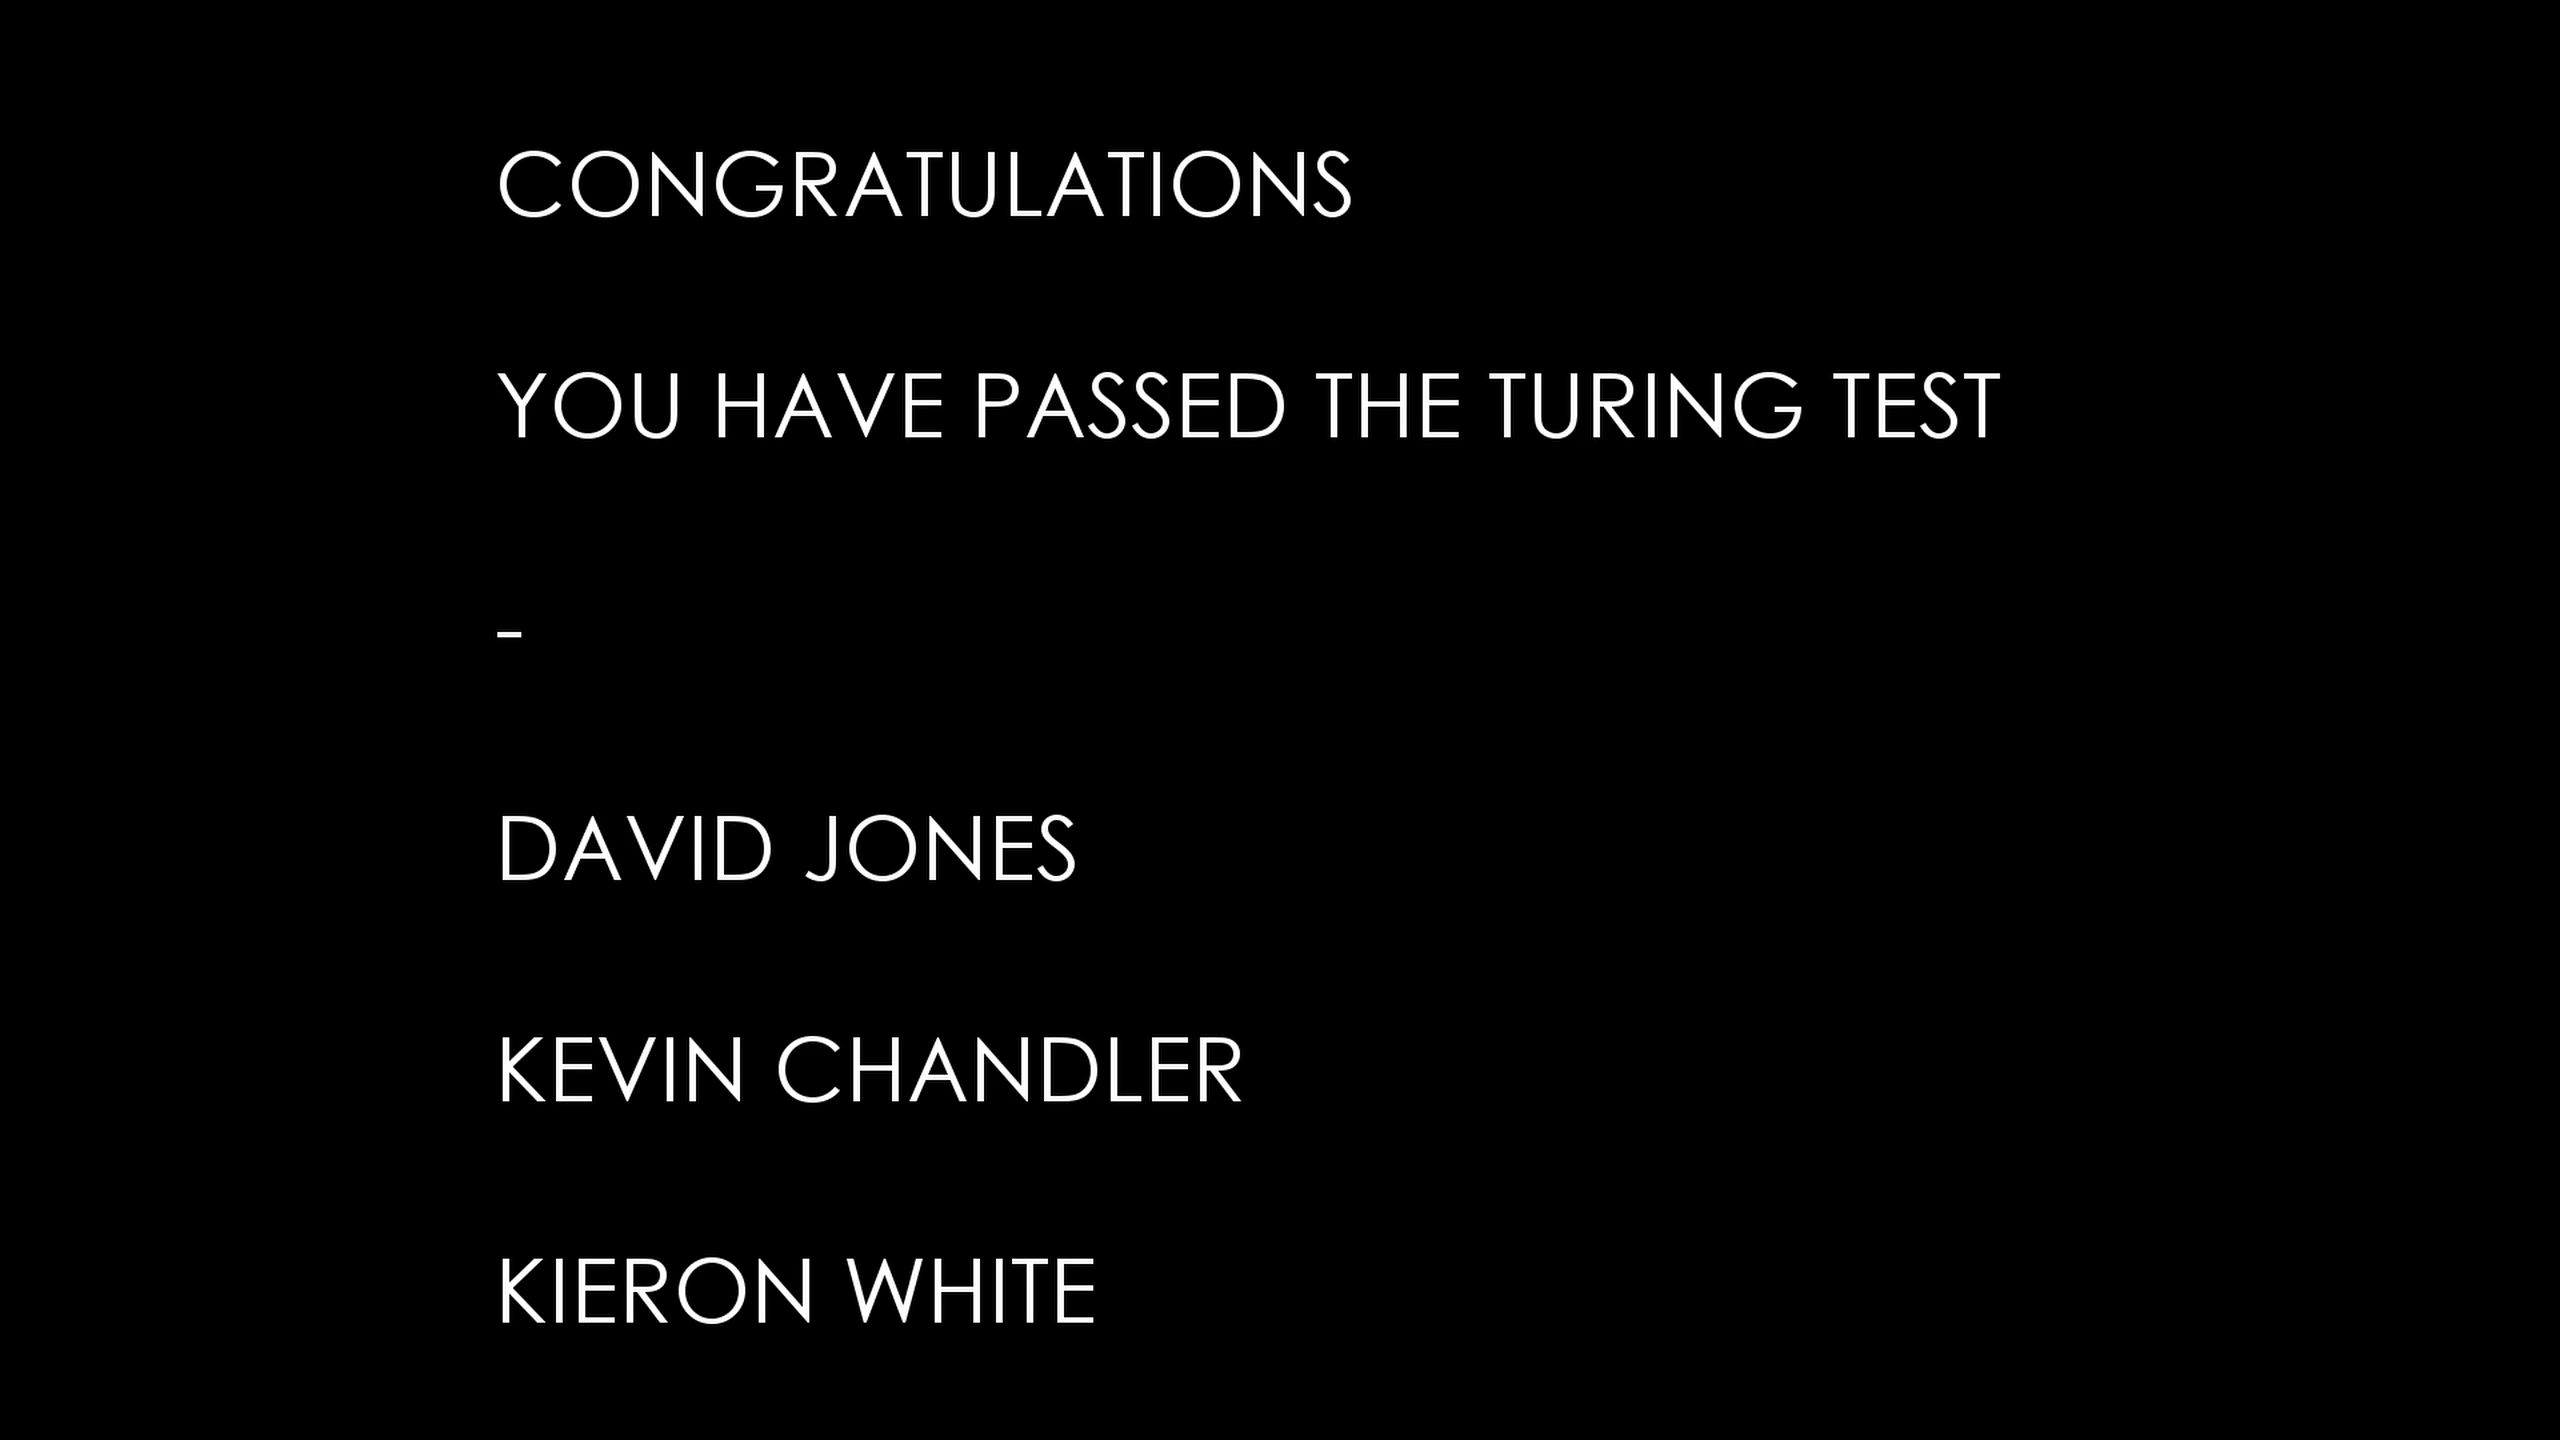 CONGRATULATIONS
YOU HAVE PASSED THE TURING TEST
-
DAVID JONES
KEVIN CHANDLER
KIERON WHITE